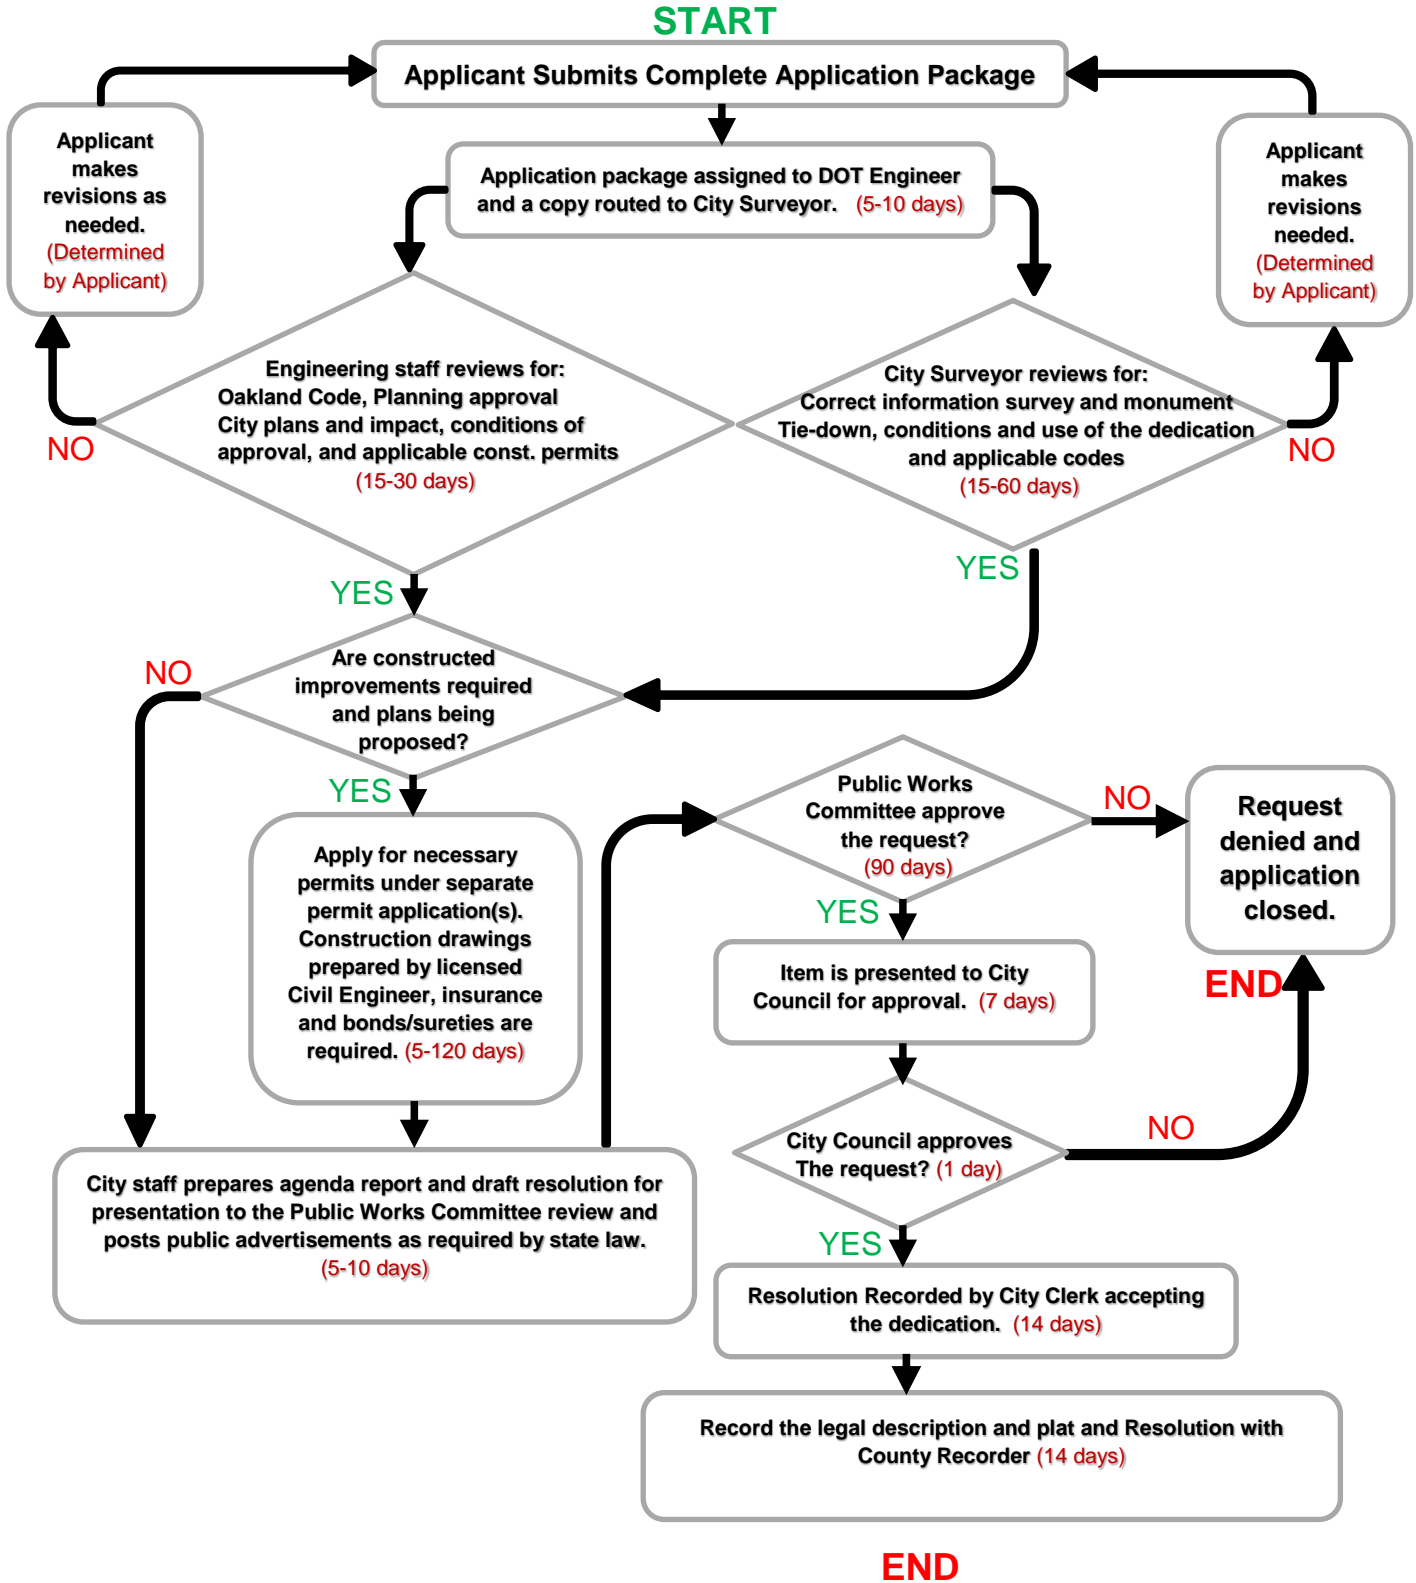 START
Applicant Submits Complete Application Package
Applicant
makes
revisions as
needed.
(Determined
by Applicant)
Application package assigned to DOT Engineer
and a copy routed to City Surveyor. (5-10 days)
Applicant
makes
revisions
needed.
(Determined
by Applicant)
Engineering staff reviews for:
Oakland Code, Planning approval
City plans and impact, conditions of
approval, and applicable const. permits
(15-30 days)
NO
YES
City Surveyor reviews for:
Correct information survey and monument
Tie-down, conditions and use of the dedication
and applicable codes
(15-60 days)
NO
YES
Are constructed
improvements required
and plans being
proposed?
NO
YES
Apply for necessary
permits under separate
permit application(s).
Construction drawings
prepared by licensed
Civil Engineer, insurance
and bonds/sureties are
required. (5-120 days)
City staff prepares agenda report and draft resolution for
presentation to the Public Works Committee review and
posts public advertisements as required by state law.
(5-10 days)
Public Works
Committee approve
the request?
(90 days)
NO
YES
Request
denied and
application
closed.
END
Item is presented to City
Council for approval. (7 days)
City Council approves
The request? (1 day)
NO
YES
Resolution Recorded by City Clerk accepting
the dedication. (14 days)
Record the legal description and plat and Resolution with
County Recorder (14 days)
END